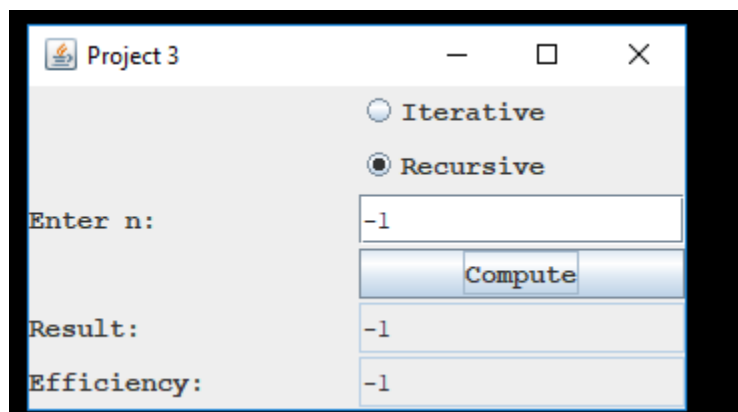 Project 3
Iterative
Recursive
Enter n: -1
Compute
Result: -1
Efficiency: -1